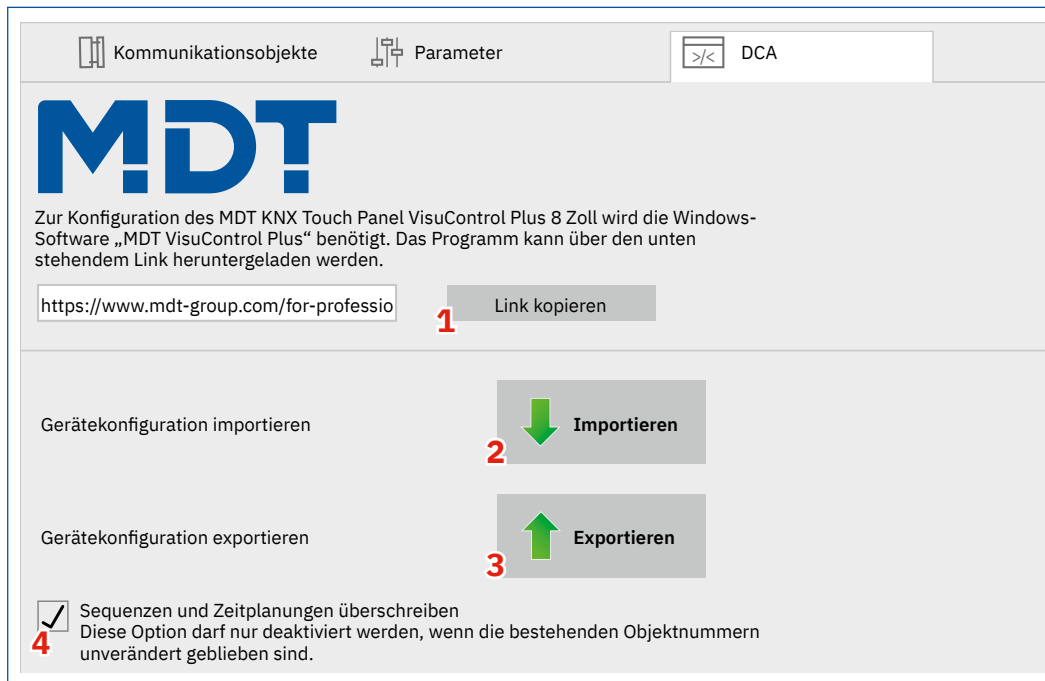 Kommunikationsobjekte
Parameter
>/<
DCA
MDT
Zur Konfiguration des MDT KNX Touch Panel VisuControl Plus 8 Zoll wird die Windows-
Software „MDT VisuControl Plus“ benötigt. Das Programm kann über den unten
stehendem Link heruntergeladen werden.
https://www.mdt-group.com/for-professio
1
Link kopieren
Gerätekonfiguration importieren
2
Importieren
Gerätekonfiguration exportieren
3
Exportieren
4
Sequenzen und Zeitplanungen überschreiben
Diese Option darf nur deaktiviert werden, wenn die bestehenden Objektnummern
unverändert geblieben sind.